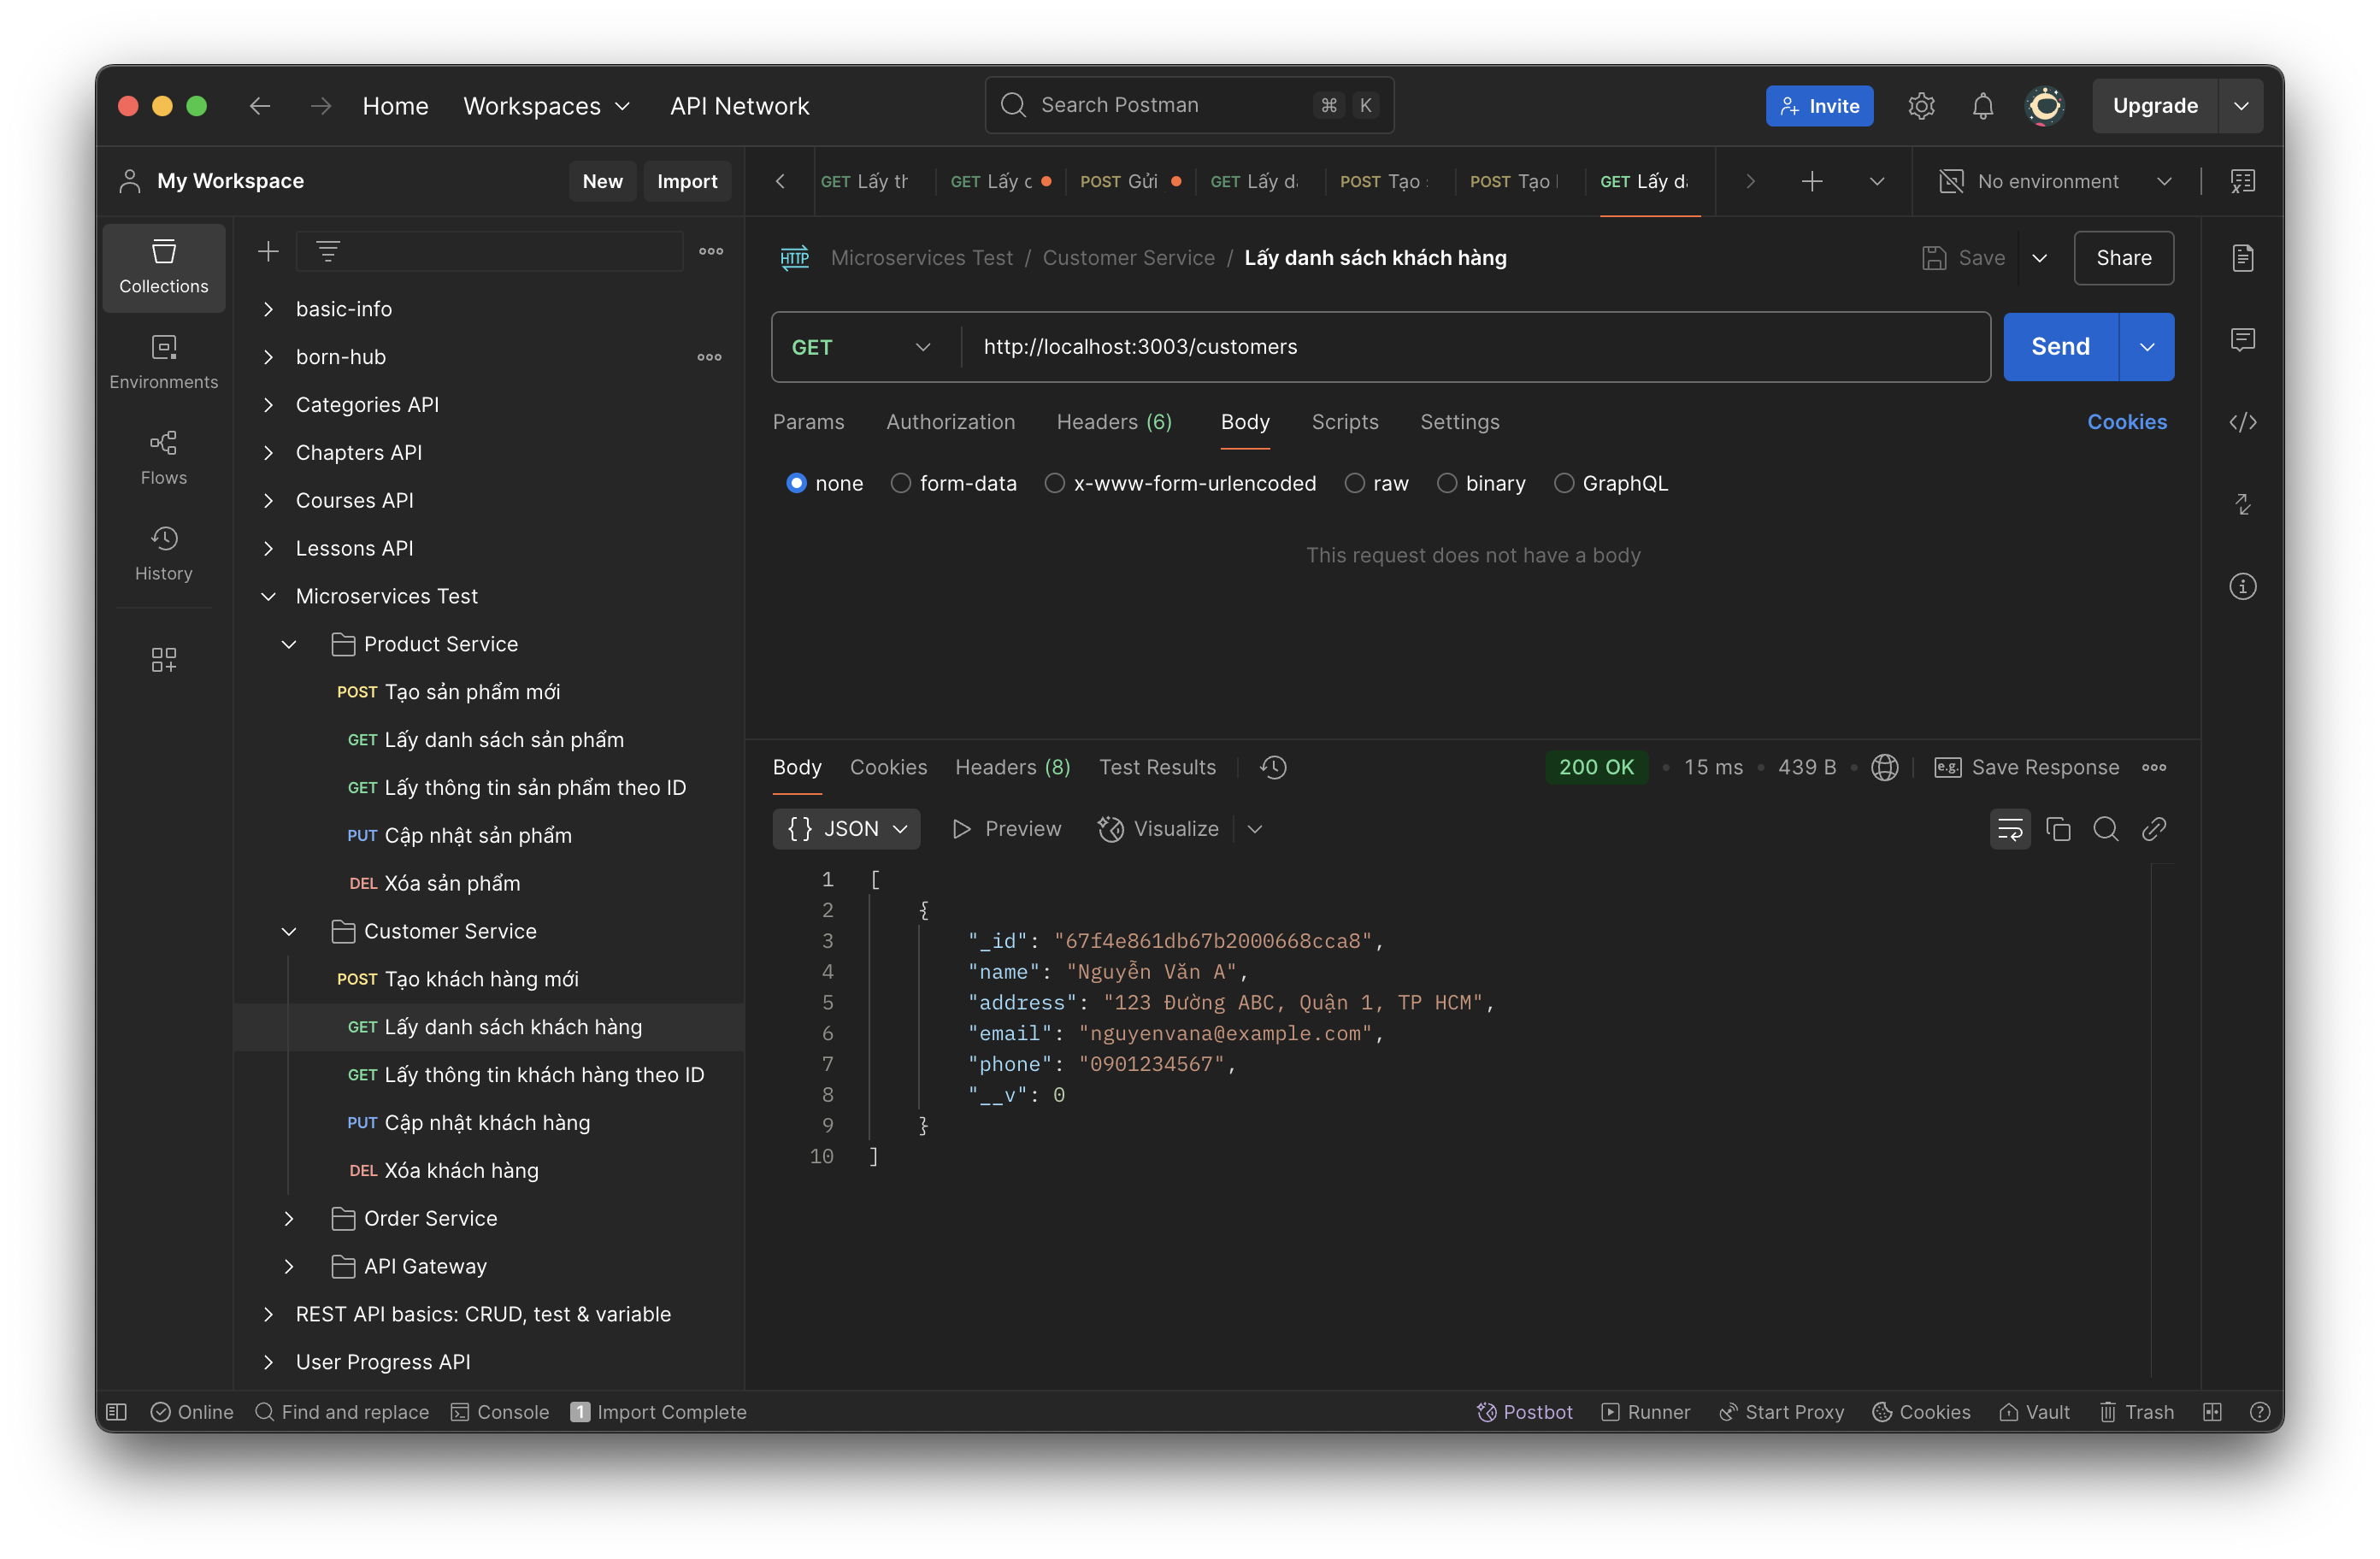 Home Workspaces API Network Search Postman ⌘ K Invite Upgrade
My Workspace New Import GET Lấy th GET Lấy POST Gửi GET Lấy POST Tạo POST Tạo GET Lấy No environment
Collections
Environments
Flows
History
basic-info
born-hub
Categories API
Chapters API
Courses API
Lessons API
Microservices Test
Product Service
POST Tạo sản phẩm mới
GET Lấy danh sách sản phẩm
GET Lấy thông tin sản phẩm theo ID
PUT Cập nhật sản phẩm
DEL Xóa sản phẩm
Customer Service
POST Tạo khách hàng mới
GET Lấy danh sách khách hàng
GET Lấy thông tin khách hàng theo ID
PUT Cập nhật khách hàng
DEL Xóa khách hàng
Order Service
API Gateway
REST API basics: CRUD, test & variable
User Progress API
HTTP Microservices Test / Customer Service / Lấy danh sách khách hàng Save Share
GET http://localhost:3003/customers Send
Params Authorization Headers (6) Body Scripts Settings Cookies
none form-data x-www-form-urlencoded raw binary GraphQL
This request does not have a body
Body Cookies Headers (8) Test Results 200 OK • 15 ms • 439 B • e.g. Save Response
{} JSON Preview Visualize
1 [
2 {
3 "_id": "67f4e861db67b2000668cca8",
4 "name": "Nguyễn Văn A",
5 "address": "123 Đường ABC, Quận 1, TP HCM",
6 "email": "nguyenvana@example.com",
7 "phone": "0901234567",
8 "__v": 0
9 }
10 ]
Online Find and replace Console 1 Import Complete Postbot Runner Start Proxy Cookies Vault Trash